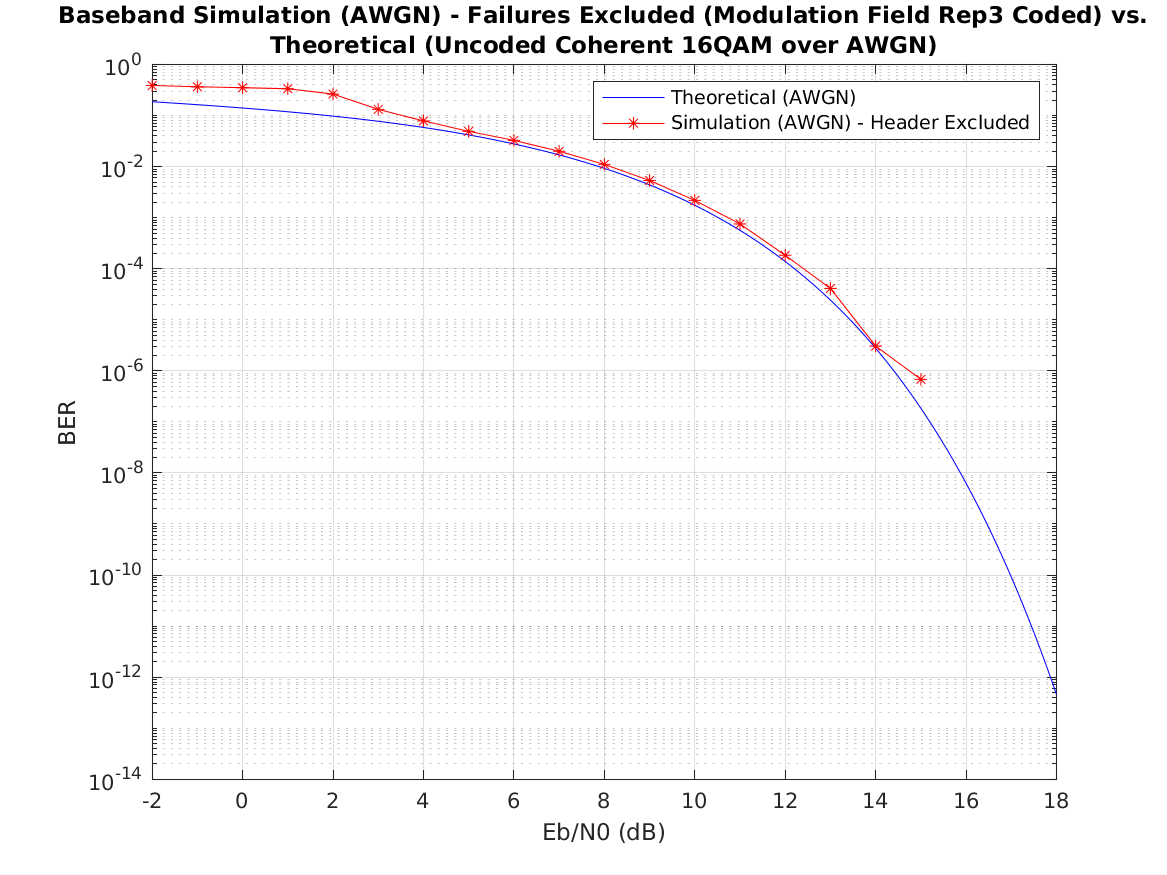 Baseband Simulation (AWGN) - Failures Excluded (Modulation Field Rep3 Coded) vs.
Theoretical (Uncoded Coherent 16QAM over AWGN)
Theoretical (AWGN)
Simulation (AWGN) - Header Excluded
10^0
10^-2
10^-4
10^-6
10^-8
10^-10
10^-12
10^-14
BER
-2 0 2 4 6 8 10 12 14 16 18
Eb/N0 (dB)